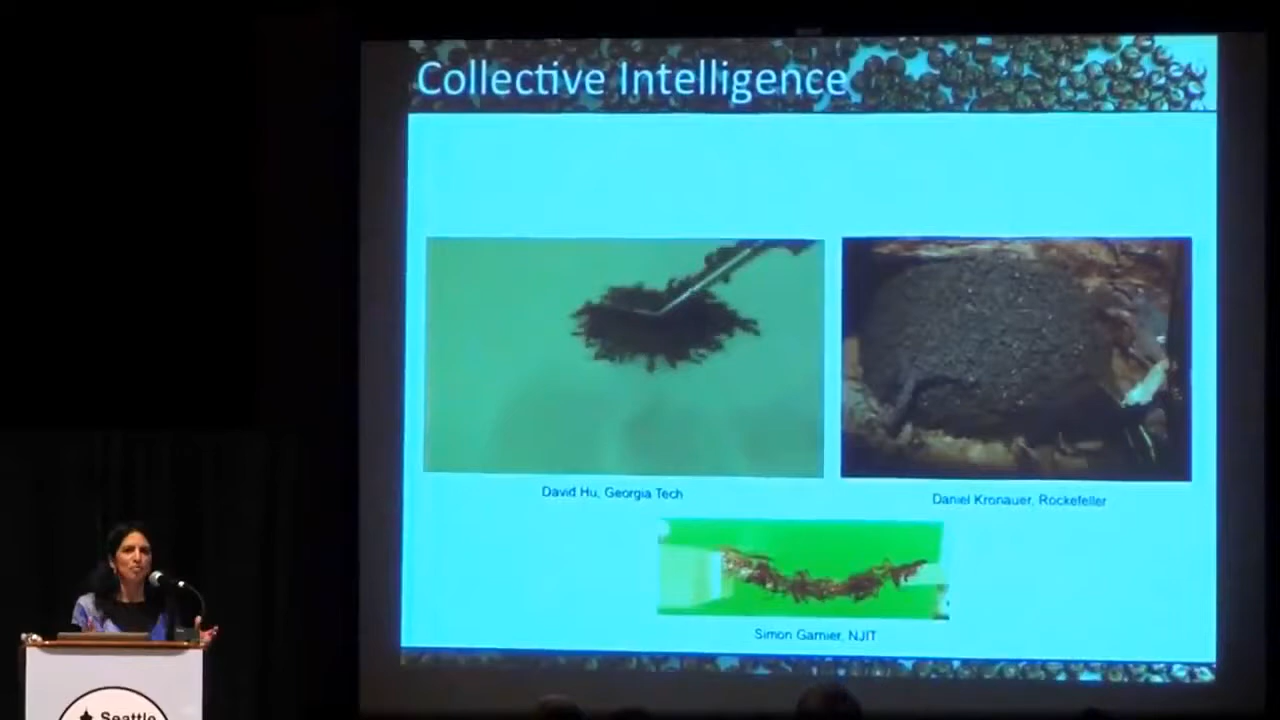 Collective Intelligence
David Hu, Georgia Tech
Daniel Kronauer, Rockefeller
Simon Garnier, NJIT
Seattle